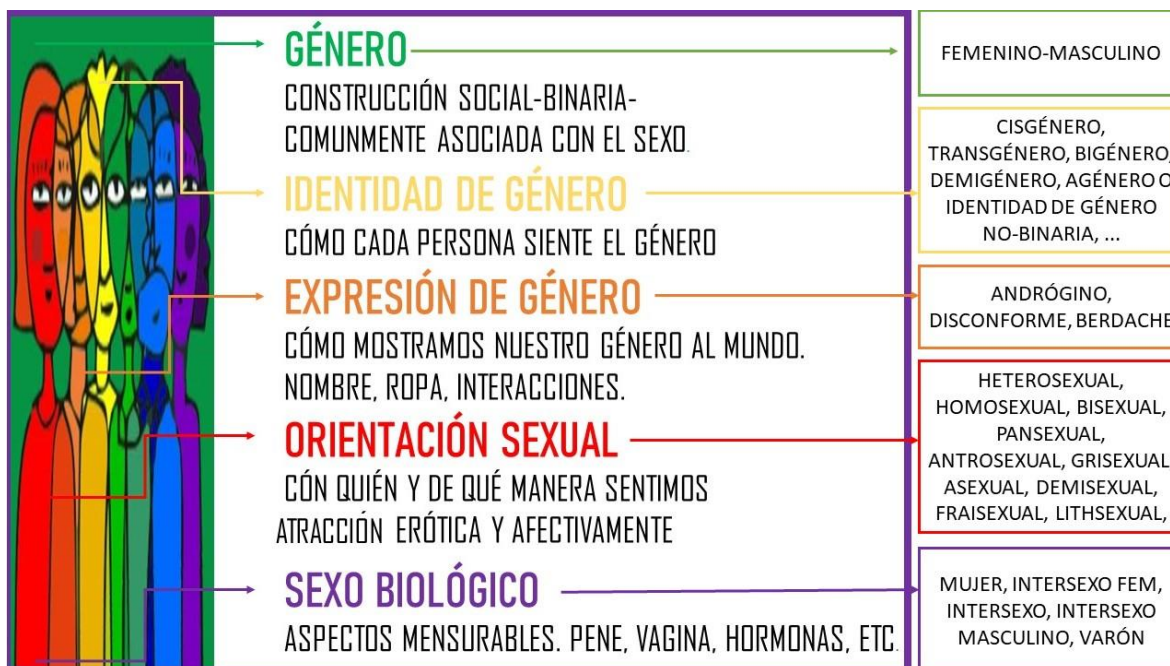 GÉNERO
CONSTRUCCIÓN SOCIAL-BINARIA-
COMUNMENTE ASOCIADA CON EL SEXO.
FEMENINO-MASCULINO
IDENTIDAD DE GÉNERO
CÓMO CADA PERSONA SIENTE EL GÉNERO
CISGÉNERO,
TRANSGÉNERO, BIGÉNERO,
DEMIGÉNERO, AGÉNERO O
IDENTIDAD DE GÉNERO
NO-BINARIA, ...
EXPRESIÓN DE GÉNERO
CÓMO MOSTRAMOS NUESTRO GÉNERO AL MUNDO.
NOMBRE, ROPA, INTERACCIONES.
ANDRÓGINO,
DISCONFORME, BERDACHE
ORIENTACIÓN SEXUAL
CÓN QUIÉN Y DE QUÉ MANERA SENTIMOS
ATRACCIÓN ERÓTICA Y AFECTIVAMENTE
HETEROSEXUAL,
HOMOSEXUAL, BISEXUAL,
PANSEXUAL,
ANTROSEXUAL, GRISEXUAL
ASEXUAL, DEMISEXUAL,
FRAISEXUAL, LITHSEXUAL,
SEXO BIOLÓGICO
ASPECTOS MENSURABLES. PENE, VAGINA, HORMONAS, ETC.
MUJER, INTERSEXO FEM,
INTERSEXO, INTERSEXO
MASCULINO, VARÓN